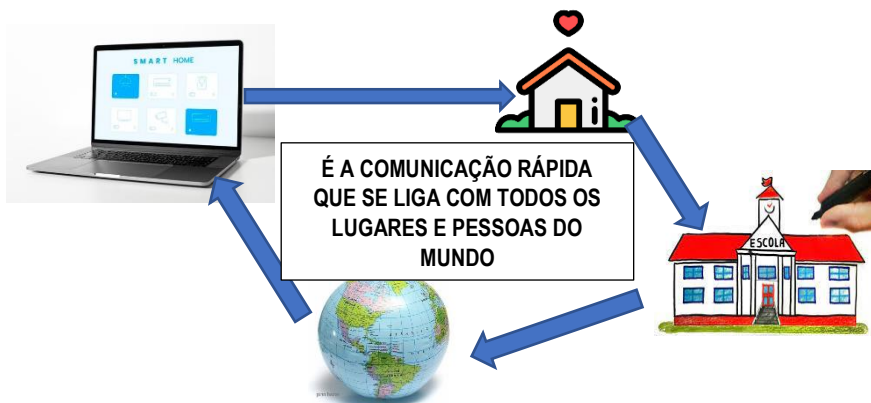 SMART HOME
É A COMUNICAÇÃO RÁPIDA
QUE SE LIGA COM TODOS OS
LUGARES E PESSOAS DO
MUNDO
ESCOLA